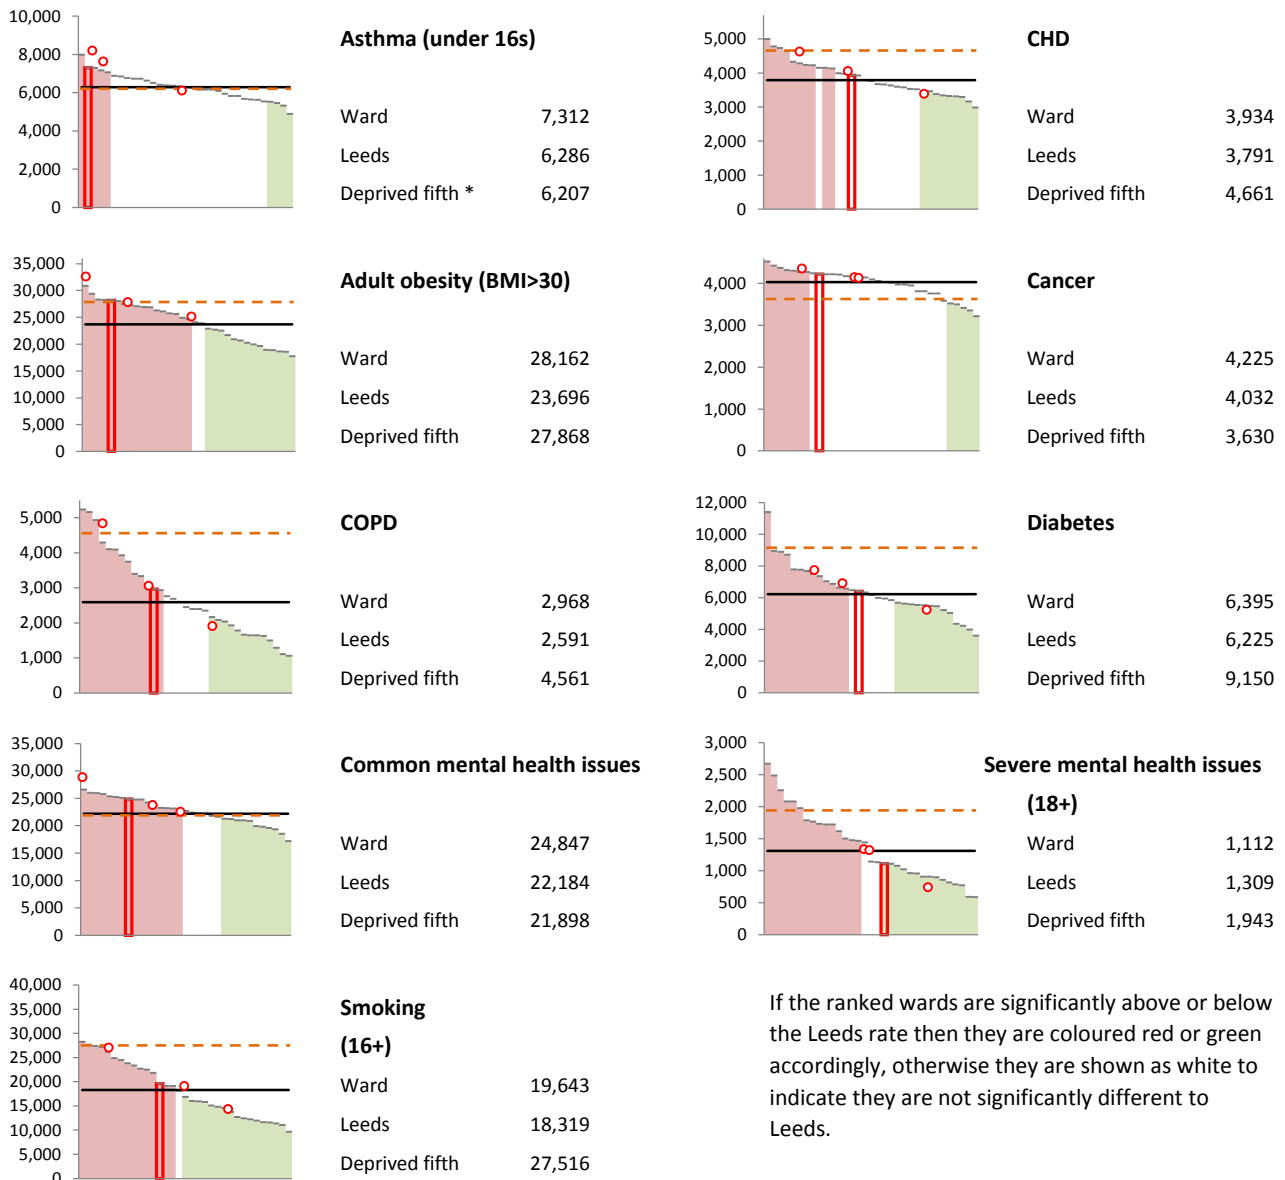 10,000
8,000
6,000
4,000
2,000
0
Asthma (under 16s)
Ward 7,312
Leeds 6,286
Deprived fifth * 6,207
5,000
4,000
3,000
2,000
1,000
0
CHD
Ward 3,934
Leeds 3,791
Deprived fifth 4,661
35,000
30,000
25,000
20,000
15,000
10,000
5,000
0
Adult obesity (BMI>30)
Ward 28,162
Leeds 23,696
Deprived fifth 27,868
4,000
3,000
2,000
1,000
0
Cancer
Ward 4,225
Leeds 4,032
Deprived fifth 3,630
5,000
4,000
3,000
2,000
1,000
0
COPD
Ward 2,968
Leeds 2,591
Deprived fifth 4,561
12,000
10,000
8,000
6,000
4,000
2,000
0
Diabetes
Ward 6,395
Leeds 6,225
Deprived fifth 9,150
35,000
30,000
25,000
20,000
15,000
10,000
5,000
0
Common mental health issues
Ward 24,847
Leeds 22,184
Deprived fifth 21,898
3,000
2,500
2,000
1,500
1,000
500
0
Severe mental health issues
(18+)
Ward 1,112
Leeds 1,309
Deprived fifth 1,943
40,000
35,000
30,000
25,000
20,000
15,000
10,000
5,000
0
Smoking
(16+)
Ward 19,643
Leeds 18,319
Deprived fifth 27,516
If the ranked wards are significantly above or below
the Leeds rate then they are coloured red or green
accordingly, otherwise they are shown as white to
indicate they are not significantly different to
Leeds.